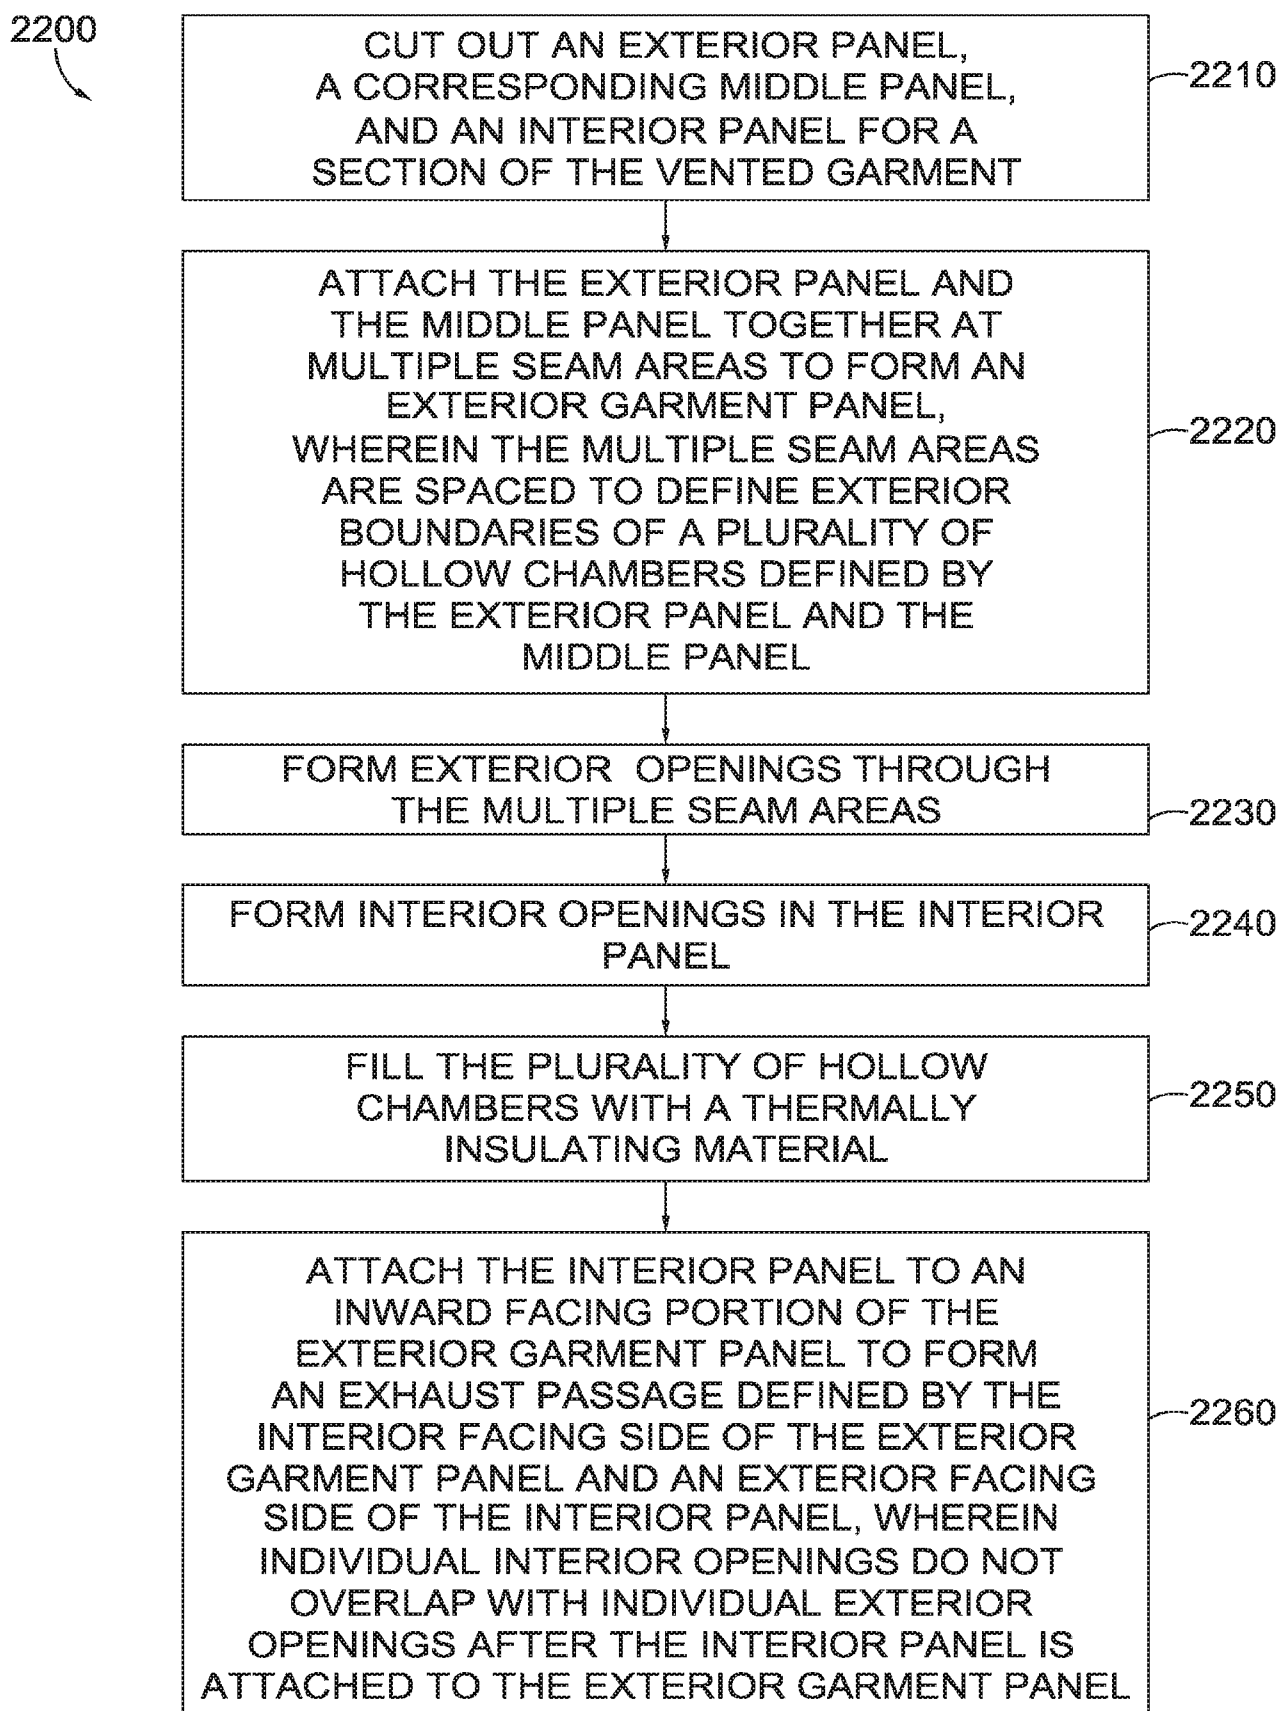 2200
CUT OUT AN EXTERIOR PANEL,
A CORRESPONDING MIDDLE PANEL,
AND AN INTERIOR PANEL FOR A
SECTION OF THE VENTED GARMENT
2210
ATTACH THE EXTERIOR PANEL AND
THE MIDDLE PANEL TOGETHER AT
MULTIPLE SEAM AREAS TO FORM AN
EXTERIOR GARMENT PANEL,
WHEREIN THE MULTIPLE SEAM AREAS
ARE SPACED TO DEFINE EXTERIOR
BOUNDARIES OF A PLURALITY OF
HOLLOW CHAMBERS DEFINED BY
THE EXTERIOR PANEL AND THE
MIDDLE PANEL
2220
FORM EXTERIOR OPENINGS THROUGH
THE MULTIPLE SEAM AREAS
2230
FORM INTERIOR OPENINGS IN THE INTERIOR
PANEL
2240
FILL THE PLURALITY OF HOLLOW
CHAMBERS WITH A THERMALLY
INSULATING MATERIAL
2250
ATTACH THE INTERIOR PANEL TO AN
INWARD FACING PORTION OF THE
EXTERIOR GARMENT PANEL TO FORM
AN EXHAUST PASSAGE DEFINED BY THE
INTERIOR FACING SIDE OF THE EXTERIOR
GARMENT PANEL AND AN EXTERIOR FACING
SIDE OF THE INTERIOR PANEL, WHEREIN
INDIVIDUAL INTERIOR OPENINGS DO NOT
OVERLAP WITH INDIVIDUAL EXTERIOR
OPENINGS AFTER THE INTERIOR PANEL IS
ATTACHED TO THE EXTERIOR GARMENT PANEL
2260